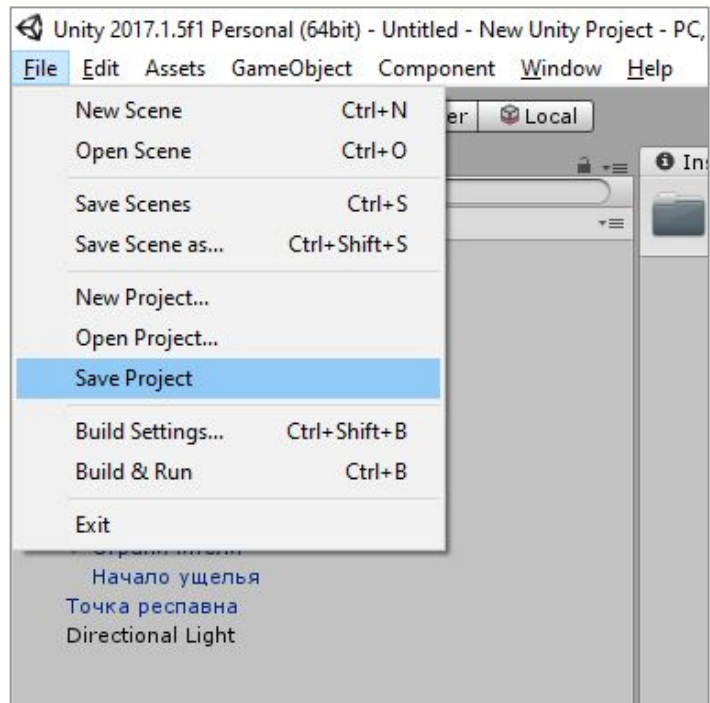 Unity 2017.1.5f1 Personal (64bit) - Untitled - New Unity Project - PC,
File Edit Assets GameObject Component Window Help
New Scene Ctrl+N
er Local
Open Scene Ctrl+O
Save Scenes Ctrl+S
Save Scene as... Ctrl+Shift+S
New Project...
Open Project...
Save Project
Build Settings... Ctrl+Shift+B
Build & Run Ctrl+B
Exit
Начало ущелья
Точка респавна
Directional Light